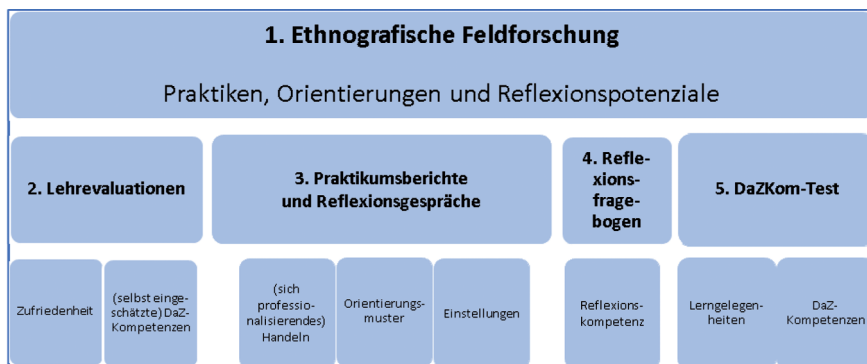 1. Ethnografische Feldforschung
Praktiken, Orientierungen und Reflexionspotenziale
2. Lehrevaluationen
3. Praktikumsberichte
und Reflexionsgespräche
4. Refle-
xions-
frage-
bogen
5. DaZKom-Test
Zufriedenheit
(selbst einge-
schätzte) DaZ-
Kompetenzen
(sich
professio-
nalisierendes)
Handeln
Orientierungs-
muster
Einstellungen
Reflexions-
kompetenz
Lerngelegen-
heiten
DaZ-
Kompetenzen